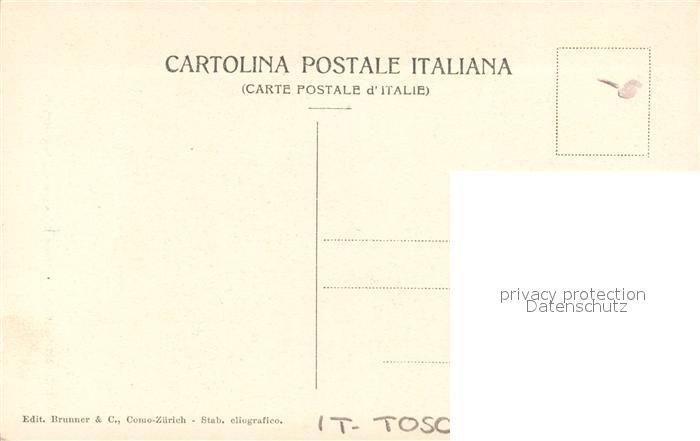 CARTOLINA POSTALE ITALIANA
(CARTE POSTALE d'ITALIE)
privacy protection
Datenschutz
Edit. Brunner & C., Como-Zürich - Stab. eliografico.
IT- TOSC